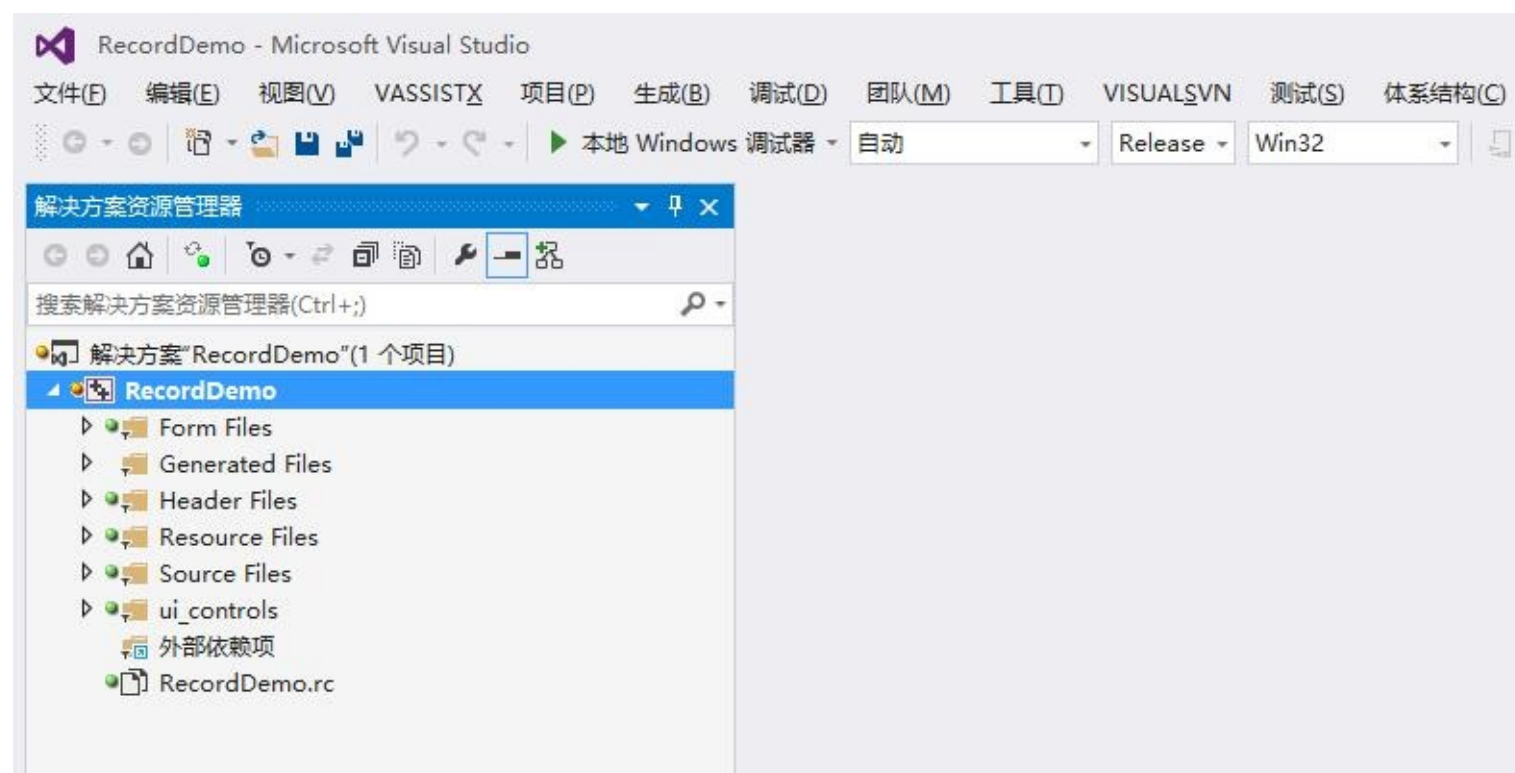 RecordDemo - Microsoft Visual Studio
文件(F) 编辑(E) 视图(V) VASSISTX 项目(P) 生成(B) 调试(D) 团队(M) 工具(T) VISUALSVN 测试(S) 体系结构(C)
本地 Windows 调试器 自动 Release Win32
解决方案资源管理器
搜索解决方案资源管理器(Ctrl+;)
解决方案"RecordDemo"(1 个项目)
RecordDemo
Form Files
Generated Files
Header Files
Resource Files
Source Files
ui_controls
外部依赖项
RecordDemo.rc